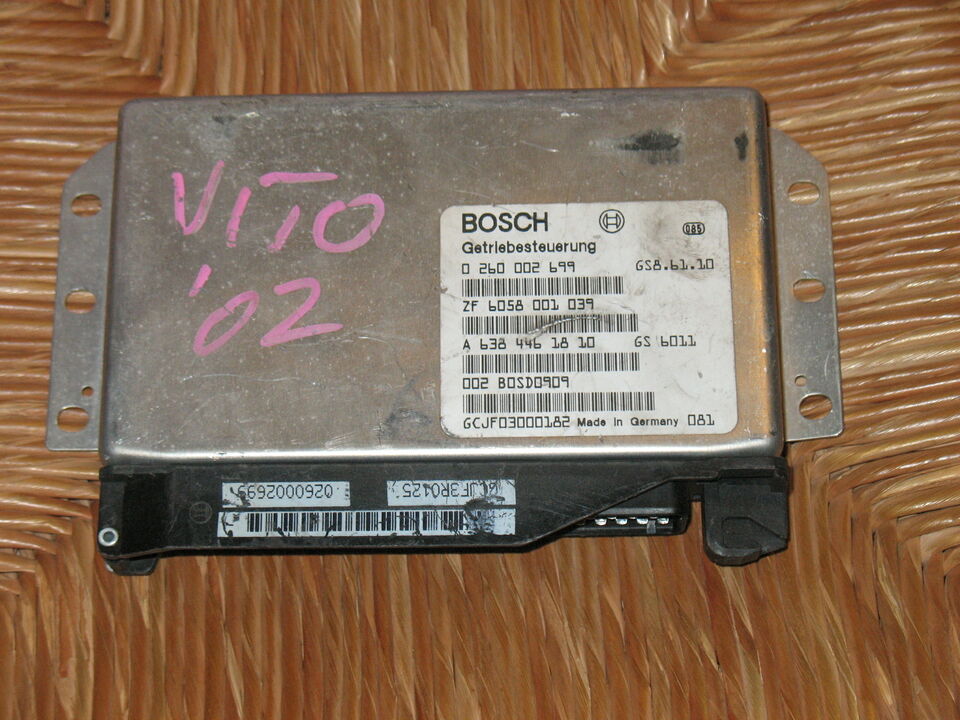 VITO
'02
BOSCH
085
Getriebesteuerung
0 260 002 699 GS8.61.10
ZF 6058 001 039
A 638 446 18 10 GS 6011
002 BOSD0909
GCJF03000182 Made in Germany 081
0260002699